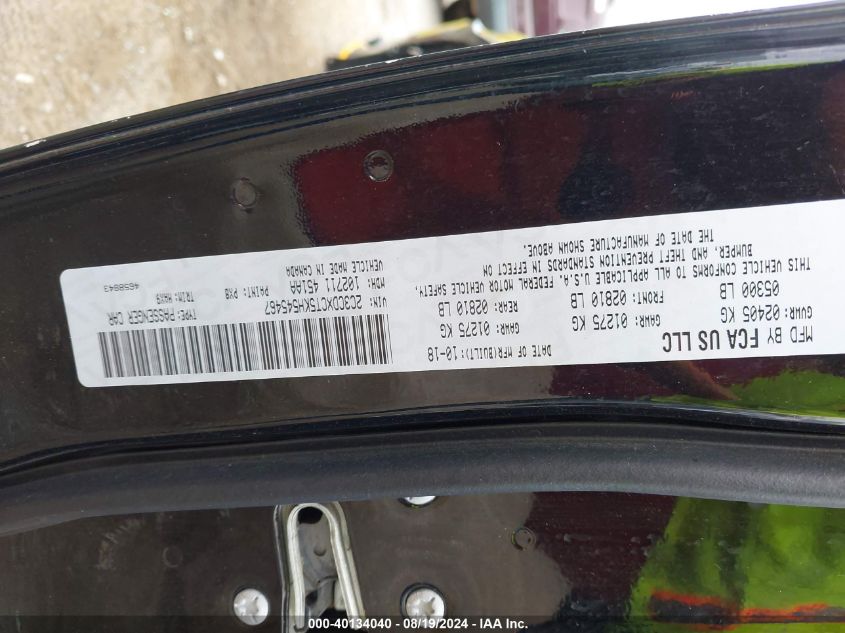 MFD BY FCA US LLC
DATE OF MFR(BUILT): 10-18
GVWR: 02405 KG
05300 LB
GAWR: 01275 KG
FRONT: 02810 LB
GAWR: 01275 KG
REAR: 02810 LB
THIS VEHICLE CONFORMS TO ALL APPLICABLE U.S.A. FEDERAL MOTOR VEHICLE SAFETY,
BUMPER, AND THEFT PREVENTION STANDARDS IN EFFECT ON
THE DATE OF MANUFACTURE SHOWN ABOVE.
VIN: 2C3CDXCT5KH545467
TYPE: PASSENGER CAR
MDH: 102711 451AA
PAINT: PX8
TRIM: HHX9
VEHICLE MADE IN CANADA
4658843
000-40134040 - 08/19/2024 - IAA Inc.